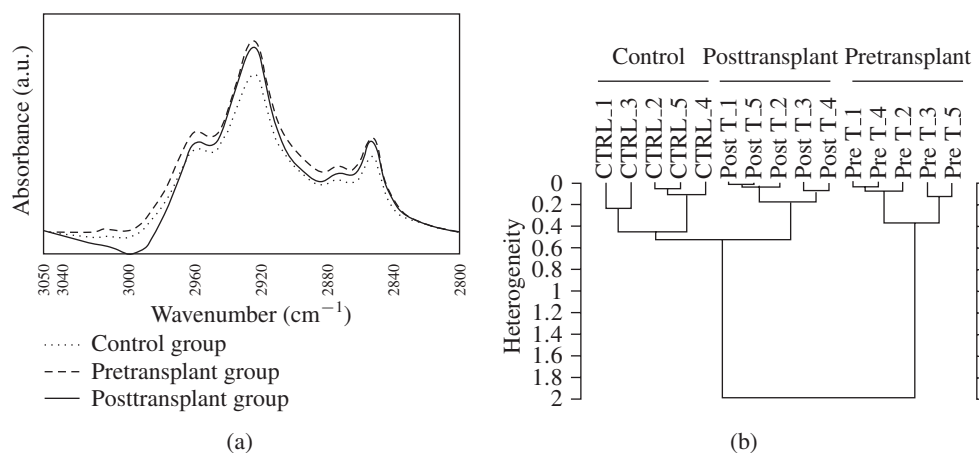 Absorbance (a.u.)
3050
3040
3000
2960
2920
2880
2840
2800
Wavenumber (cm−1)
Control group
Pretransplant group
Posttransplant group
(a)
Control Posttransplant Pretransplant
CTRL_1
CTRL_3
CTRL_2
CTRL_5
CTRL_4
Post T_1
Post T_5
Post T_2
Post T_3
Post T_4
Pre T_1
Pre T_4
Pre T_2
Pre T_3
Pre T_5
Heterogeneity
0
0.2
0.4
0.6
0.8
1
1.2
1.4
1.6
1.8
2
(b)